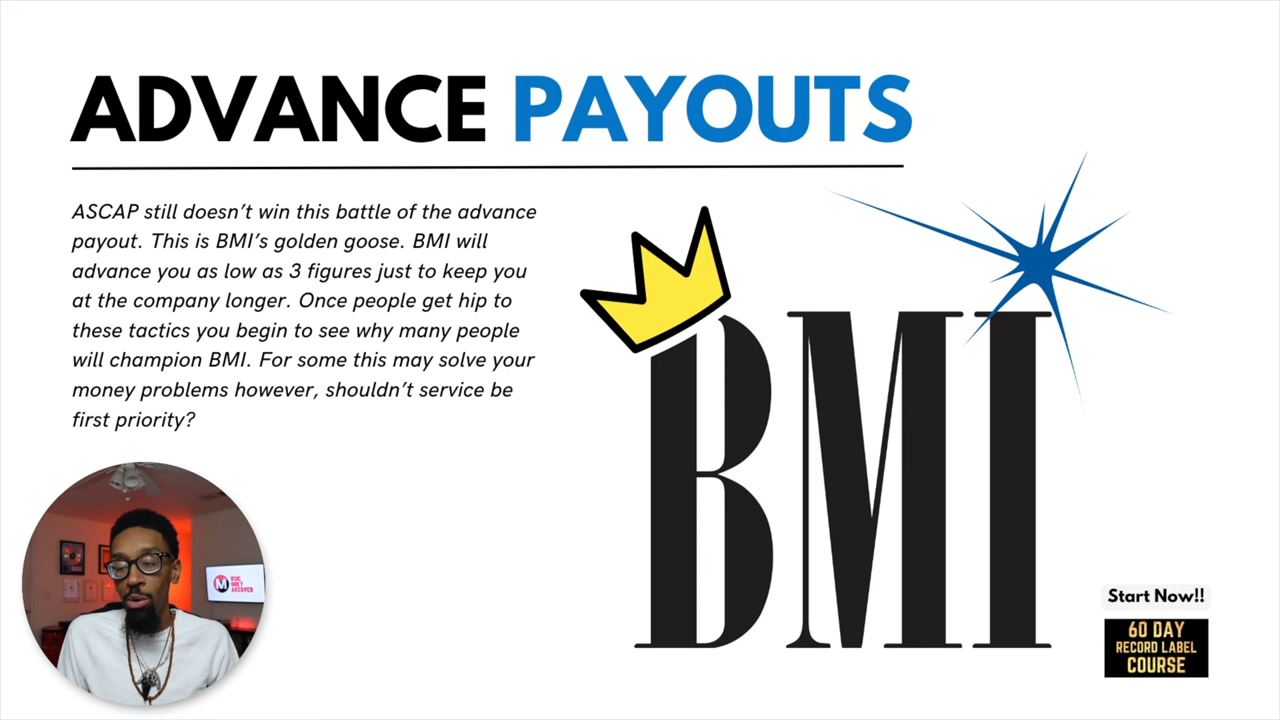 ADVANCE PAYOUTS
ASCAP still doesn’t win this battle of the advance
payout. This is BMI’s golden goose. BMI will
advance you as low as 3 figures just to keep you
at the company longer. Once people get hip to
these tactics you begin to see why many people
will champion BMI. For some this may solve your
money problems however, shouldn’t service be
first priority?
BMI
M
Start Now!!
60 DAY
RECORD LABEL
COURSE